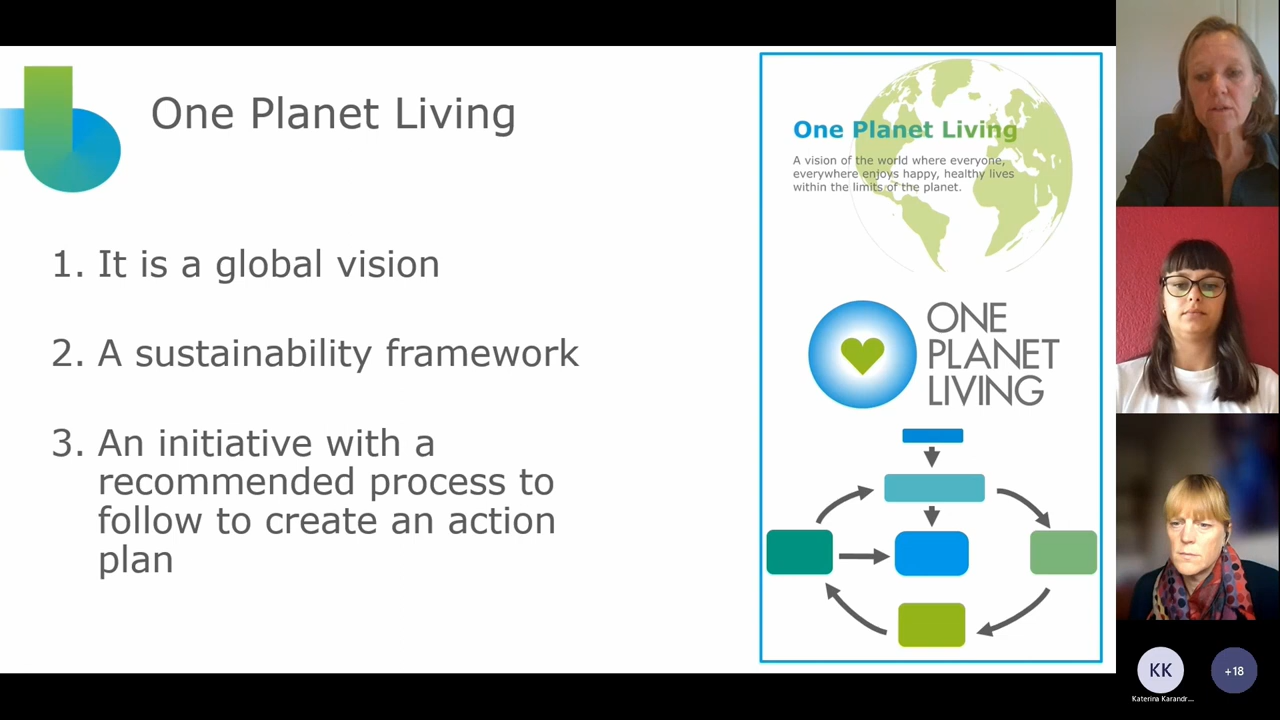 One Planet Living
1. It is a global vision
2. A sustainability framework
3. An initiative with a
recommended process to
follow to create an action
plan
One Planet Living
A vision of the world where everyone,
everywhere enjoys happy, healthy lives
within the limits of the planet.
ONE
PLANET
LIVING
KK
+18
Katerina Karandr...